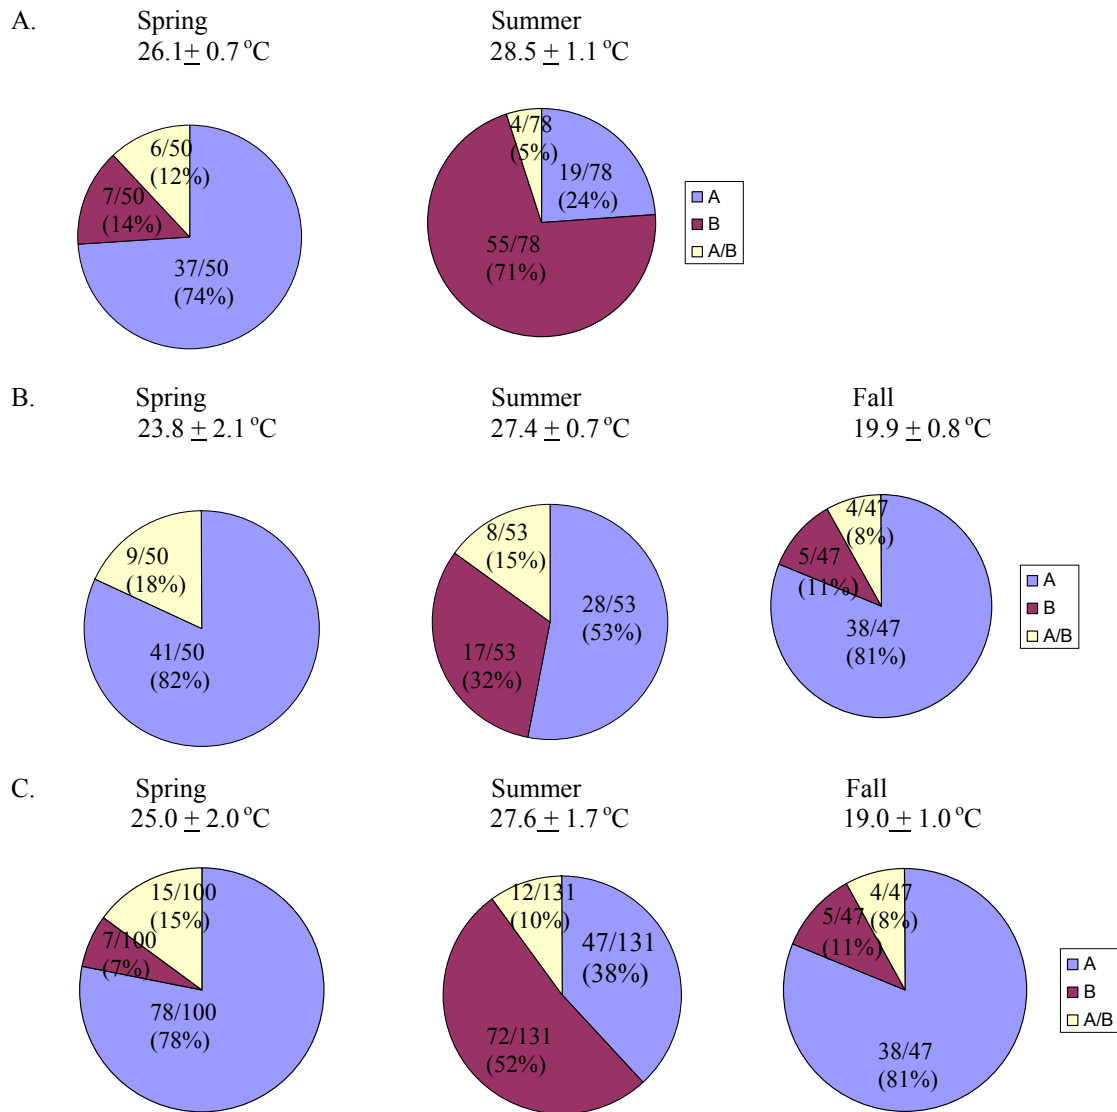 A.
Spring
26.1 ± 0.7 °C
Summer
28.5 ± 1.1 °C
6/50
(12%)
7/50
(14%)
37/50
(74%)
4/78
(5%)
19/78
(24%)
55/78
(71%)
A
B
A/B
B.
Spring
23.8 ± 2.1 °C
Summer
27.4 ± 0.7 °C
Fall
19.9 ± 0.8 °C
9/50
(18%)
41/50
(82%)
8/53
(15%)
28/53
(53%)
17/53
(32%)
4/47
(8%)
5/47
(11%)
38/47
(81%)
A
B
A/B
C.
Spring
25.0 ± 2.0 °C
Summer
27.6 ± 1.7 °C
Fall
19.0 ± 1.0 °C
15/100
(15%)
7/100
(7%)
78/100
(78%)
12/131
(10%)
47/131
(38%)
72/131
(52%)
4/47
(8%)
5/47
(11%)
38/47
(81%)
A
B
A/B